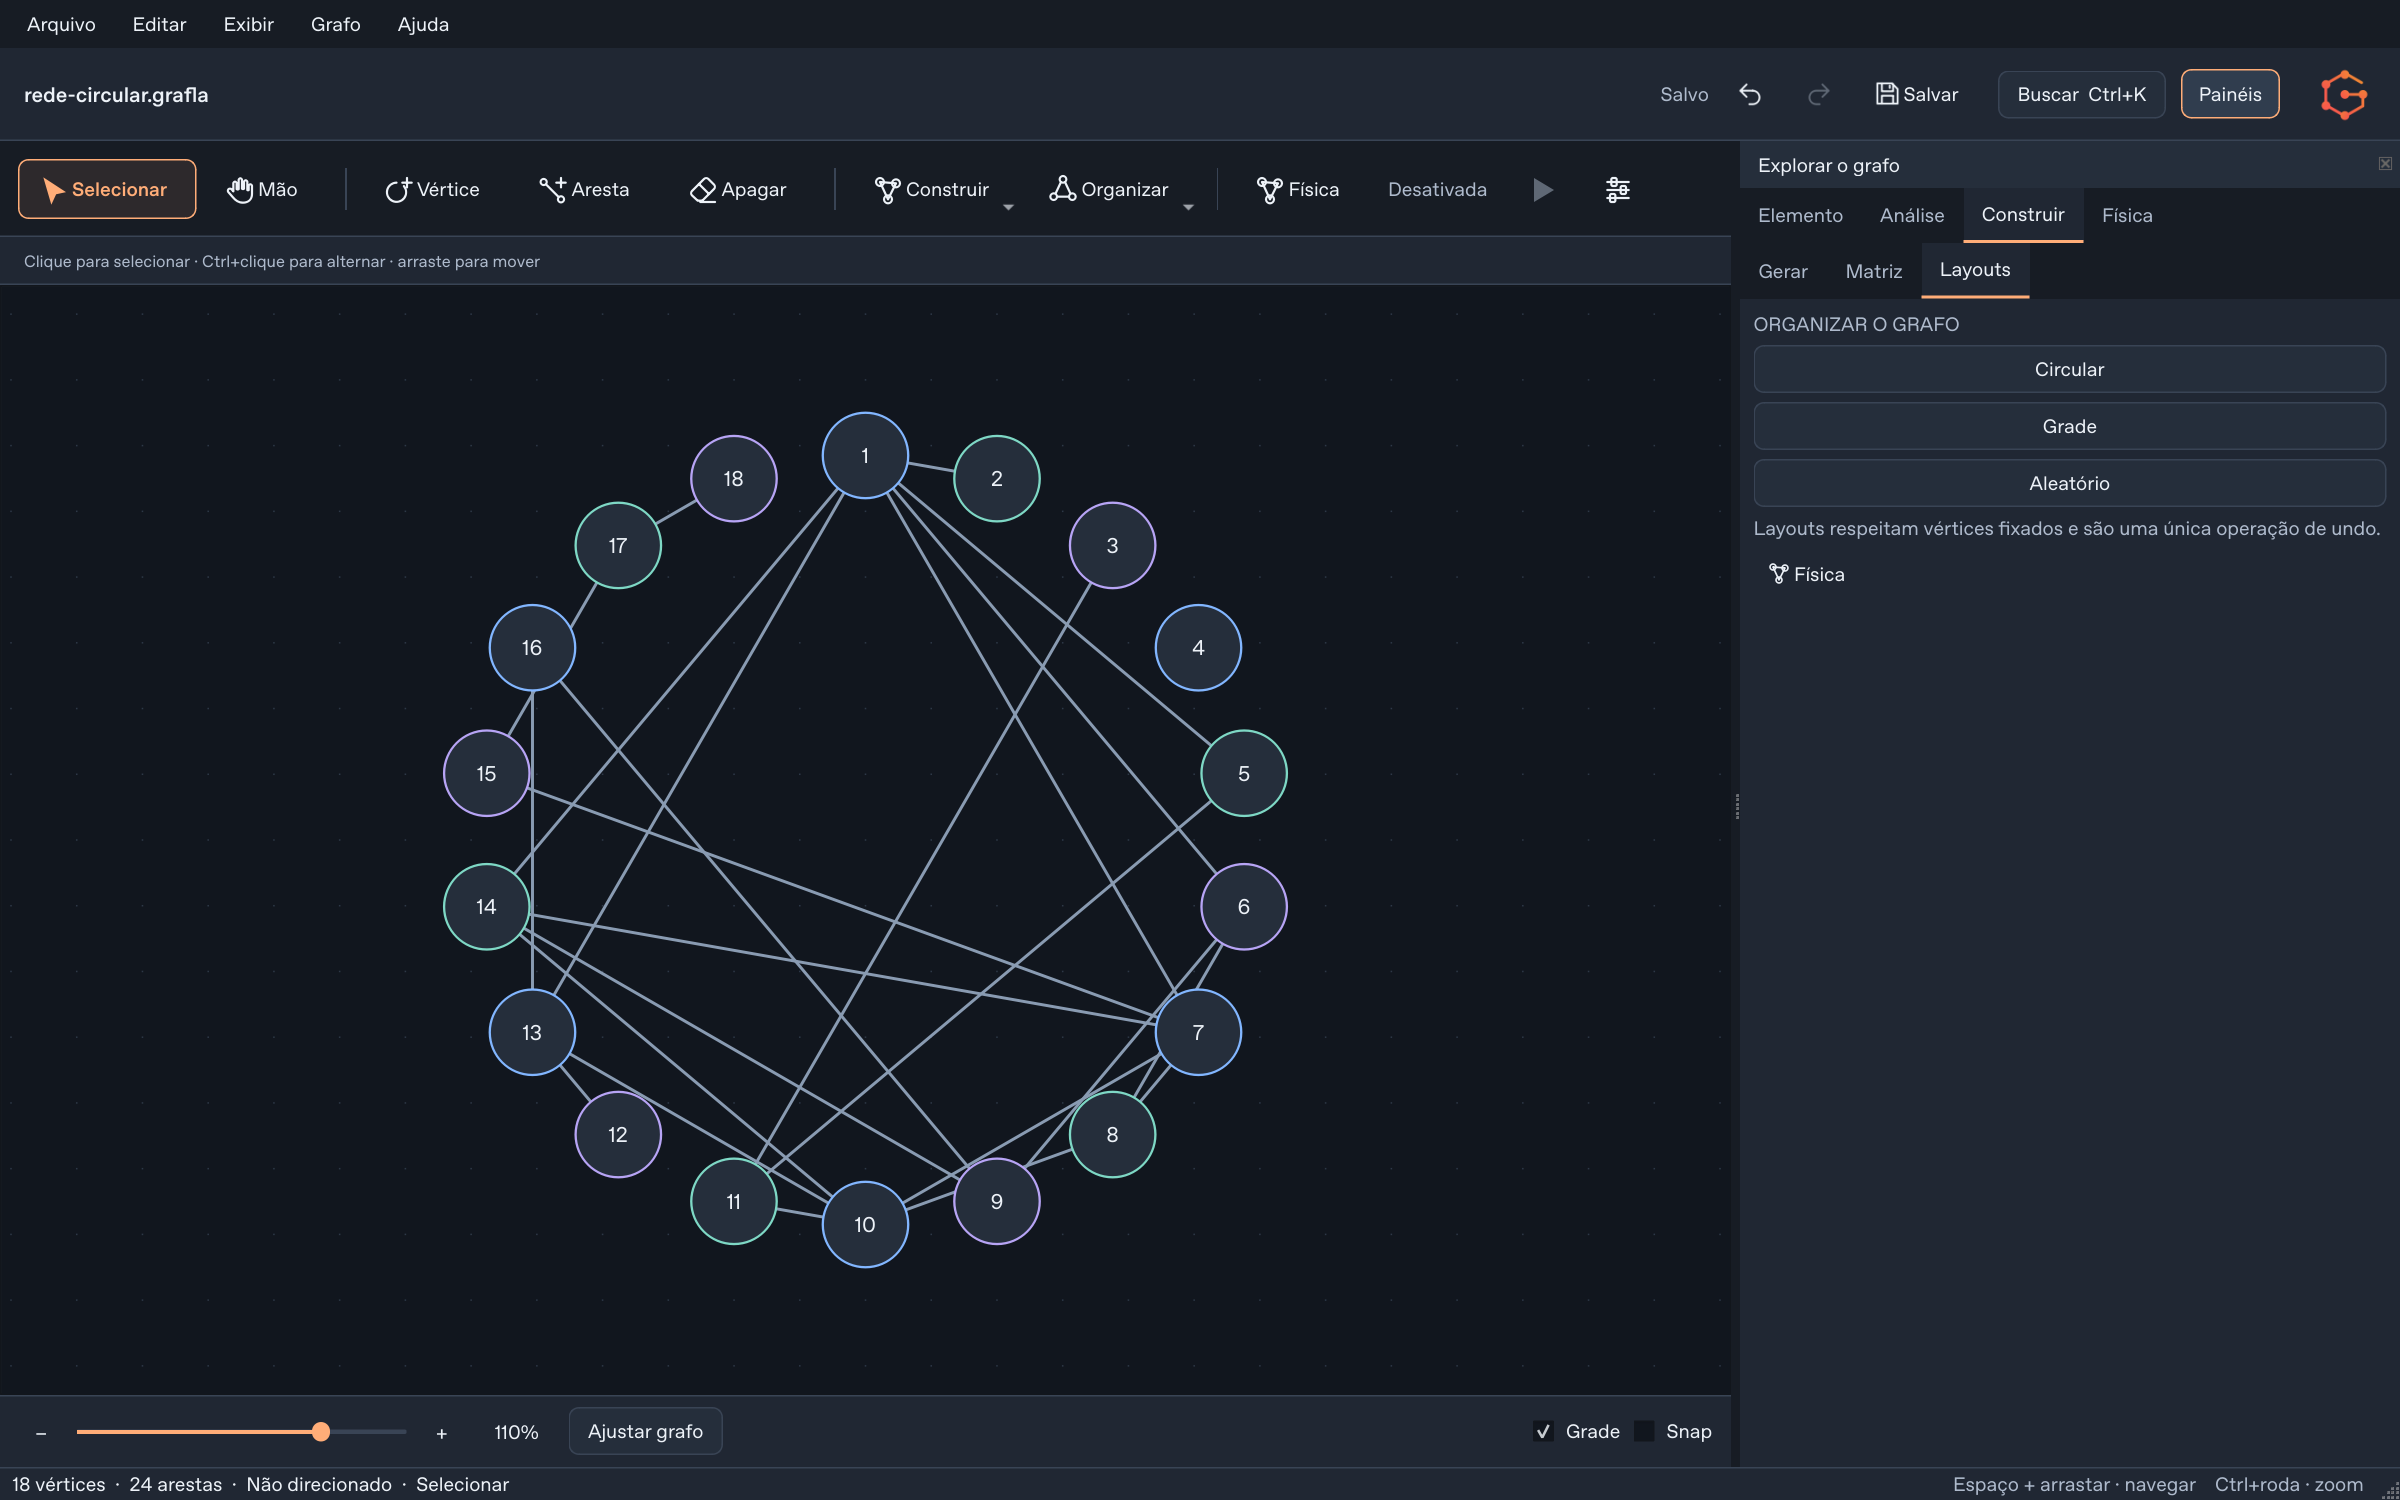 Arquivo Editar Exibir Grafo Ajuda
rede-circular.grafla
Salvo Salvar Buscar Ctrl+K Painéis
Selecionar Mão Vértice Aresta Apagar Construir Organizar Física Desativada
Clique para selecionar · Ctrl+clique para alternar · arraste para mover
Explorar o grafo
Elemento Análise Construir Física
Gerar Matriz Layouts
ORGANIZAR O GRAFO
Circular
Grade
Aleatório
Layouts respeitam vértices fixados e são uma única operação de undo.
Física
1
18
2
17
3
16
4
15
5
14
6
13
7
12
8
11
9
10
– + 110% Ajustar grafo Grade Snap
18 vértices · 24 arestas · Não direcionado · Selecionar
Espaço + arrastar · navegar Ctrl+roda · zoom